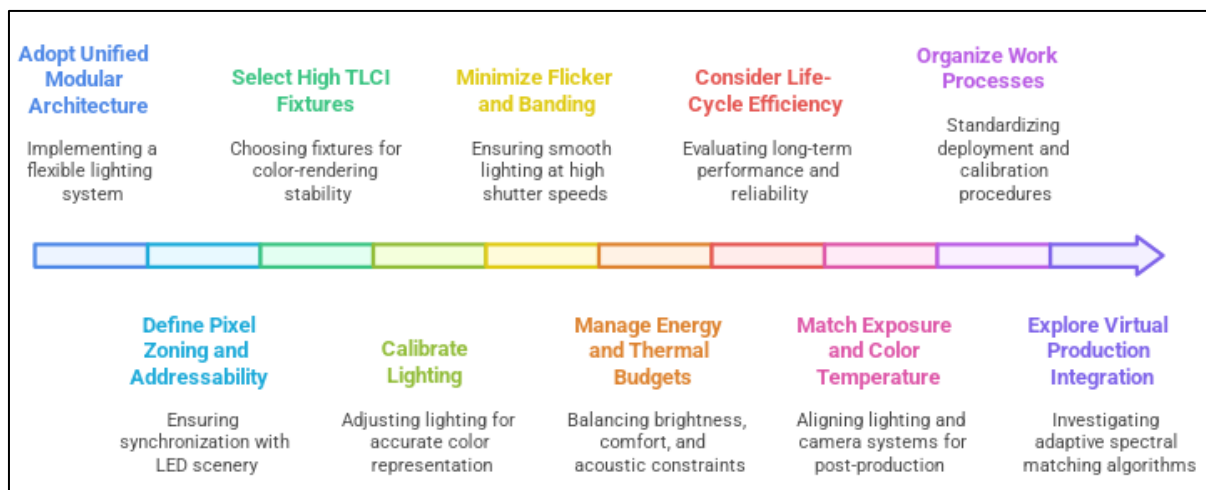 Adopt Unified
Modular
Architecture
Implementing a
flexible lighting
system
Select High TLCI
Fixtures
Choosing fixtures for
color-rendering
stability
Minimize Flicker
and Banding
Ensuring smooth
lighting at high
shutter speeds
Consider Life-
Cycle Efficiency
Evaluating long-term
performance and
reliability
Organize Work
Processes
Standardizing
deployment and
calibration
procedures
Define Pixel
Zoning and
Addressability
Ensuring
synchronization with
LED scenery
Calibrate
Lighting
Adjusting lighting for
accurate color
representation
Manage Energy
and Thermal
Budgets
Balancing brightness,
comfort, and
acoustic constraints
Match Exposure
and Color
Temperature
Aligning lighting and
camera systems for
post-production
Explore Virtual
Production
Integration
Investigating
adaptive spectral
matching algorithms